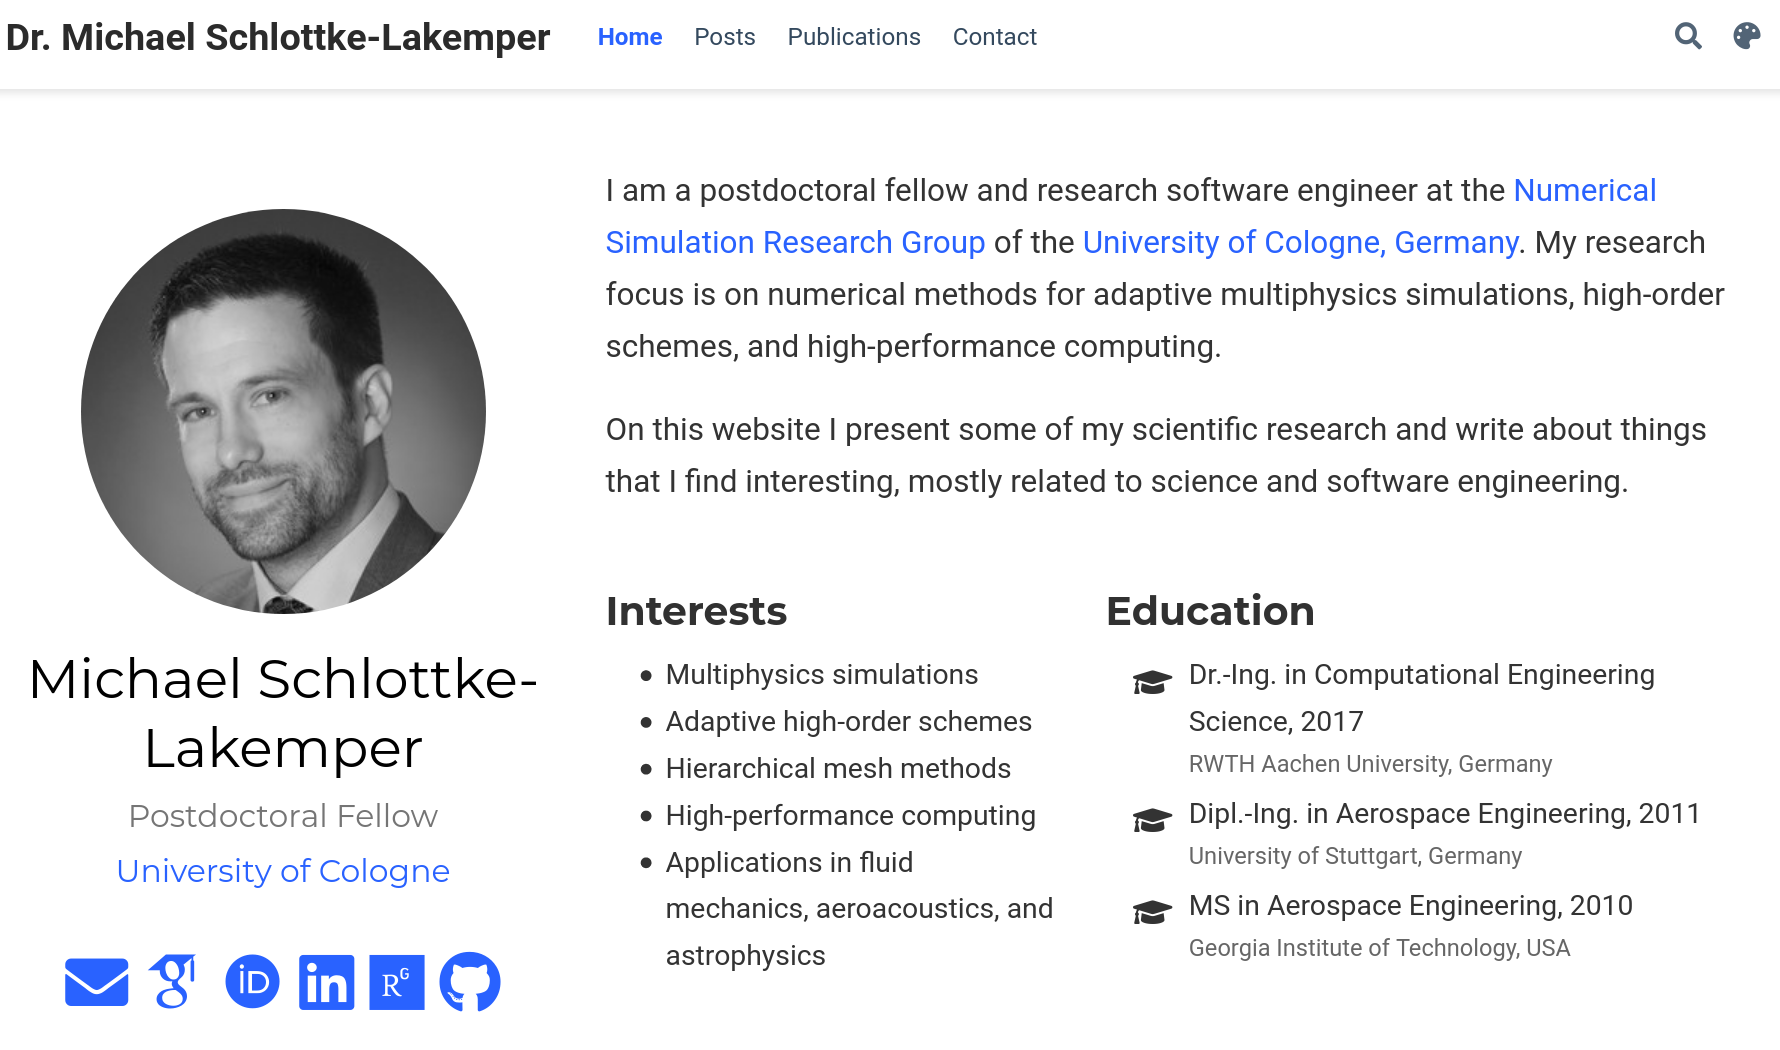 Dr. Michael Schlottke-Lakemper
Home
Posts
Publications
Contact
Michael Schlottke-
Lakemper
Postdoctoral Fellow
University of Cologne
iD
in
RG
I am a postdoctoral fellow and research software engineer at the Numerical
Simulation Research Group of the University of Cologne, Germany. My research
focus is on numerical methods for adaptive multiphysics simulations, high-order
schemes, and high-performance computing.
On this website I present some of my scientific research and write about things
that I find interesting, mostly related to science and software engineering.
Interests
• Multiphysics simulations
• Adaptive high-order schemes
• Hierarchical mesh methods
• High-performance computing
• Applications in fluid
mechanics, aeroacoustics, and
astrophysics
Education
Dr.-Ing. in Computational Engineering
Science, 2017
RWTH Aachen University, Germany
Dipl.-Ing. in Aerospace Engineering, 2011
University of Stuttgart, Germany
MS in Aerospace Engineering, 2010
Georgia Institute of Technology, USA